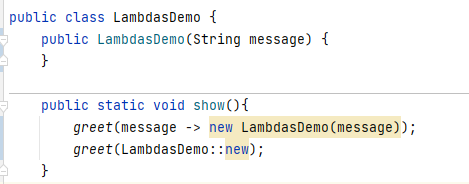 public class LambdasDemo {
    public LambdasDemo(String message) {
    }
    public static void show(){
        greet(message -> new LambdasDemo(message));
        greet(LambdasDemo::new);
    }